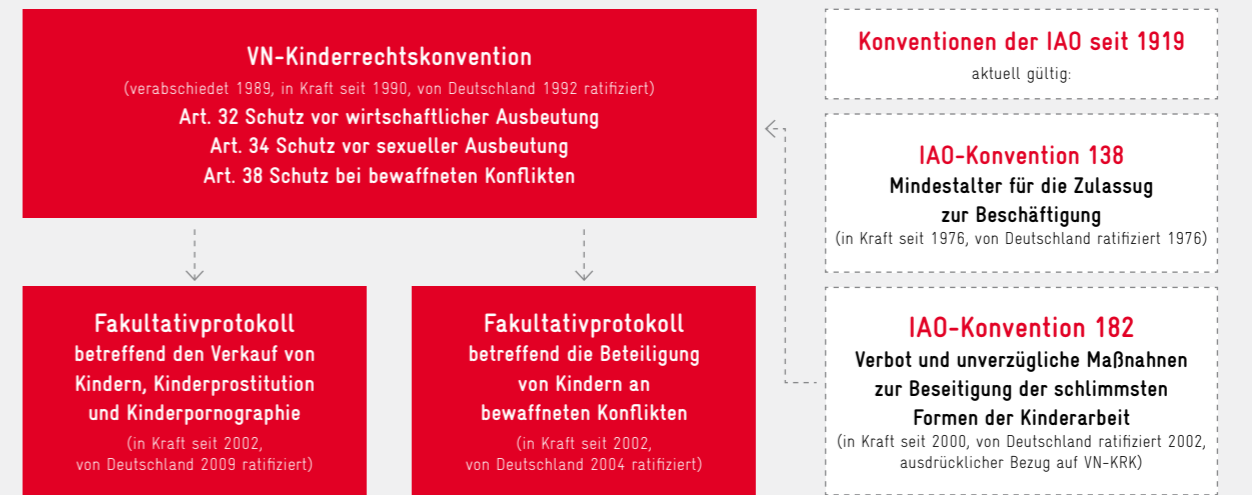 VN-Kinderrechtskonvention
(verabschiedet 1989, in Kraft seit 1990, von Deutschland 1992 ratifiziert)
Art. 32 Schutz vor wirtschaftlicher Ausbeutung
Art. 34 Schutz vor sexueller Ausbeutung
Art. 38 Schutz bei bewaffneten Konflikten
Fakultativprotokoll
betreffend den Verkauf von
Kindern, Kinderprostitution
und Kinderpornographie
(in Kraft seit 2002,
von Deutschland 2009 ratifiziert)
Fakultativprotokoll
betreffend die Beteiligung
von Kindern an
bewaffneten Konflikten
(in Kraft seit 2002,
von Deutschland 2004 ratifiziert)
Konventionen der IAO seit 1919
aktuell gültig:
IAO-Konvention 138
Mindestalter für die Zulassug
zur Beschäftigung
(in Kraft seit 1976, von Deutschland ratifiziert 1976)
IAO-Konvention 182
Verbot und unverzügliche Maßnahnen
zur Beseitigung der schlimmsten
Formen der Kinderarbeit
(in Kraft seit 2000, von Deutschland ratifiziert 2002,
ausdrücklicher Bezug auf VN-KRK)